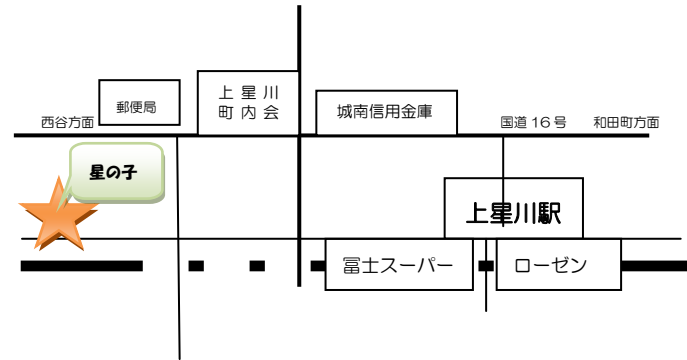 上星川
町内会
郵便局
城南信用金庫
西谷方面
国道16号
和田町方面
星の子
上星川駅
冨士スーパー
ローゼン